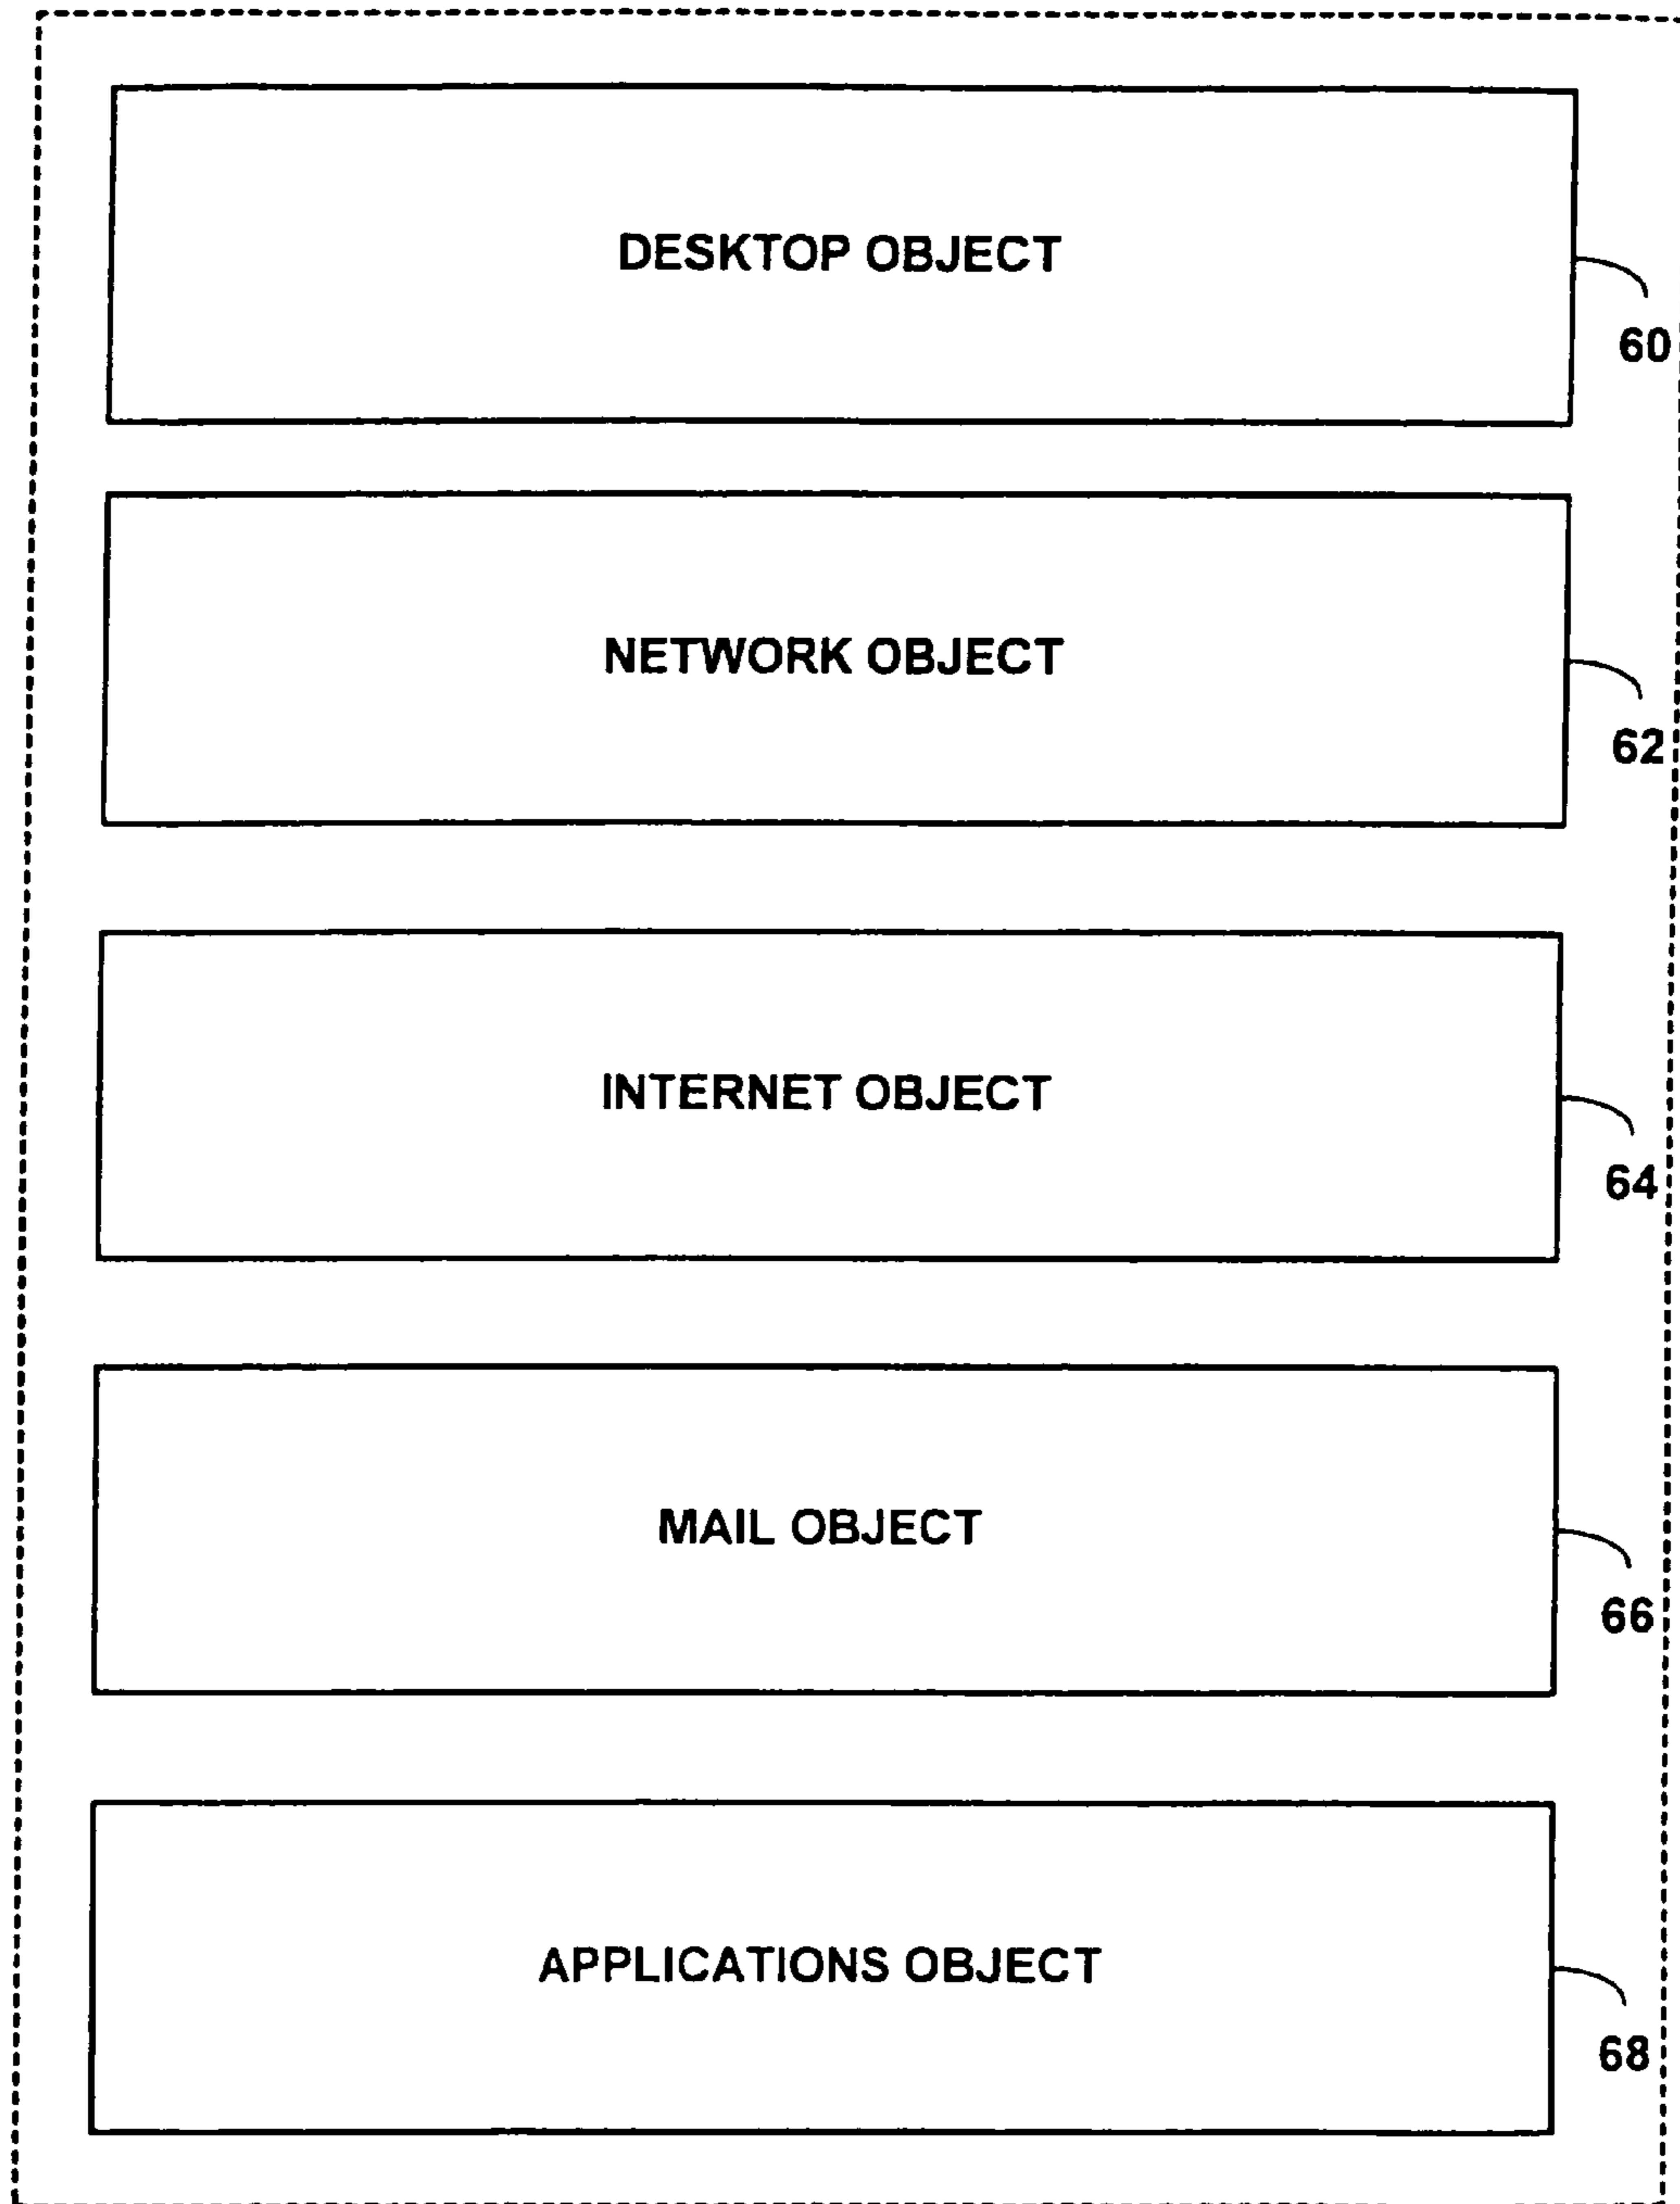 DESKTOP OBJECT
60
NETWORK OBJECT
62
INTERNET OBJECT
64
MAIL OBJECT
66
APPLICATIONS OBJECT
68